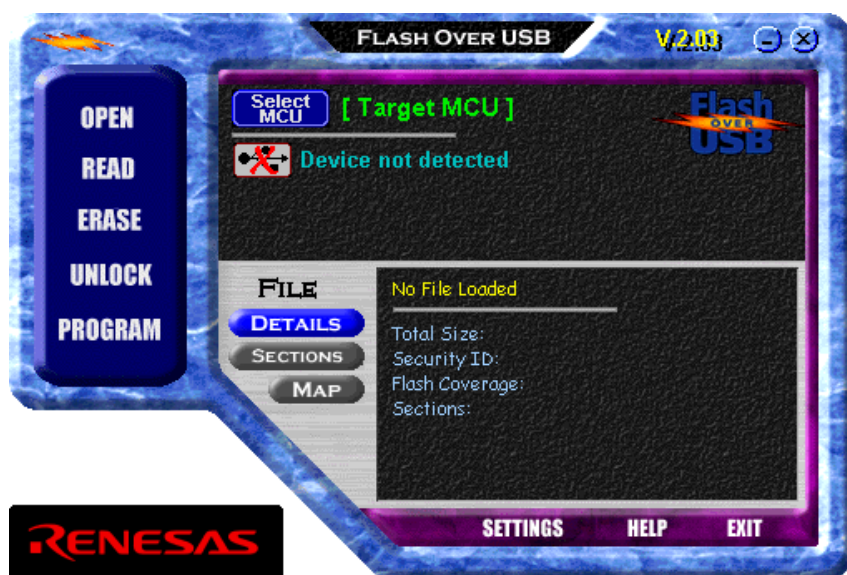 FLASH OVER USB
V.2.03
OPEN
READ
ERASE
UNLOCK
PROGRAM
Select
MCU
[ Target MCU ]
Flash
OVER
USB
Device not detected
FILE
DETAILS
SECTIONS
MAP
No File Loaded
Total Size:
Security ID:
Flash Coverage:
Sections:
SETTINGS HELP EXIT
RENESAS